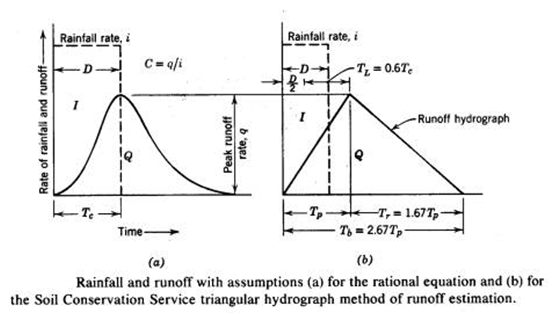 Rainfall rate, i
D
C = q/i
I
Q
Rate of rainfall and runoff
Peak runoff
rate, q
Tc
Time
(a)
Rainfall rate, i
D
TL = 0.6Tc
D/2
I
Runoff hydrograph
Q
Tp
Tr = 1.67Tp
Tb = 2.67Tp
(b)
Rainfall and runoff with assumptions (a) for the rational equation and (b) for
the Soil Conservation Service triangular hydrograph method of runoff estimation.